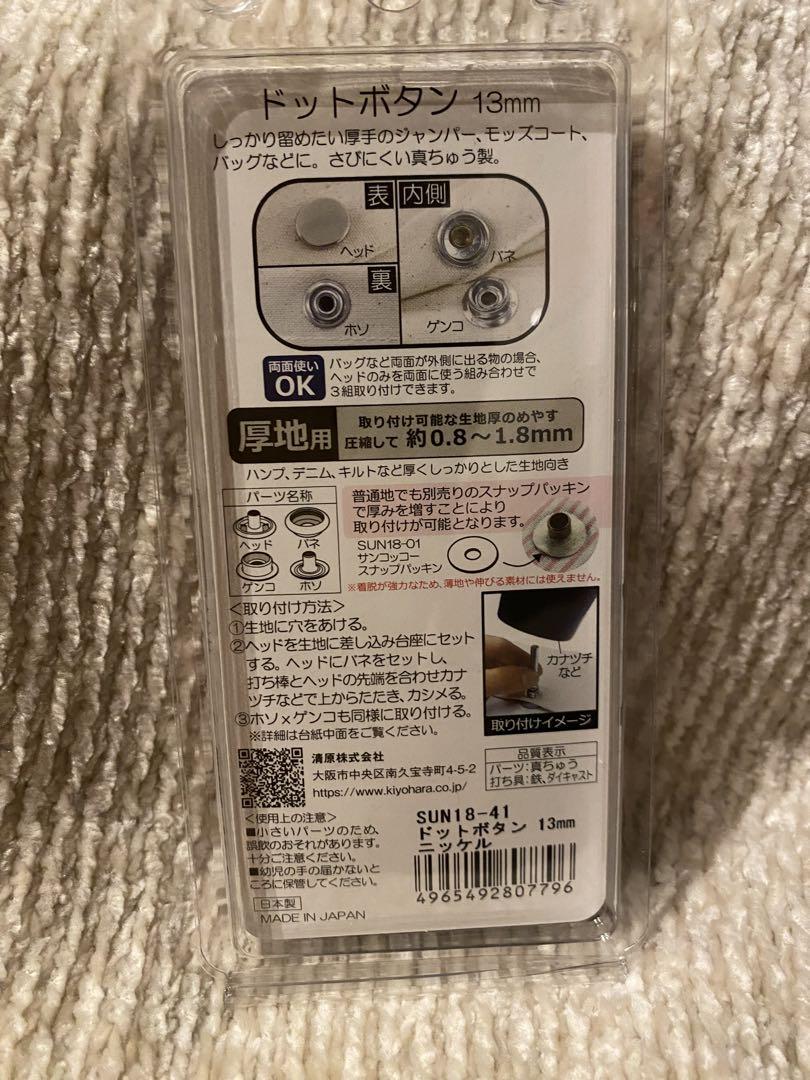 ドットボタン 13mm
しっかり留めたい厚手のジャンパー、モッズコート、
バッグなどに。さびにくい真ちゅう製。
表
内側
ヘッド
バネ
裏
ホソ
ゲンコ
両面使い
OK
バッグなど両面が外側に出る物の場合、
ヘッドのみを両面に使う組み合わせで
3組取り付けできます。
厚地用
取り付け可能な生地厚のめやす
圧縮して 約0.8～1.8mm
ハンプ、デニム、キルトなど厚くしっかりとした生地向き
パーツ名称
ヘッド
バネ
ゲンコ
ホソ
普通地でも別売りのスナップパッキン
で厚みを増すことにより
取り付けが可能となります。
SUN18-01
サンコッコー
スナップパッキン
※着脱が強力なため、薄地や伸びる素材には使えません。
<取り付け方法>
①生地に穴をあける。
②ヘッドを生地に差し込み台座にセット
する。ヘッドにバネをセットし、
打ち棒とヘッドの先端を合わせカナ
ヅチなどで上からたたき、カシメる。
③ホソ×ゲンコも同様に取り付ける。
※詳細は台紙中面をご覧ください。
カナヅチ
など
取り付けイメージ
清原株式会社
大阪市中央区南久宝寺町4-5-2
https://www.kiyohara.co.jp/
品質表示
パーツ:真ちゅう
打ち具:鉄、ダイキャスト
<使用上の注意>
■小さいパーツのため、
誤飲のおそれがあります。
十分ご注意ください。
■幼児の手の届かないと
ころに保管してください。
日本製
MADE IN JAPAN
SUN18-41
ドットボタン 13mm
ニッケル
4965492807796